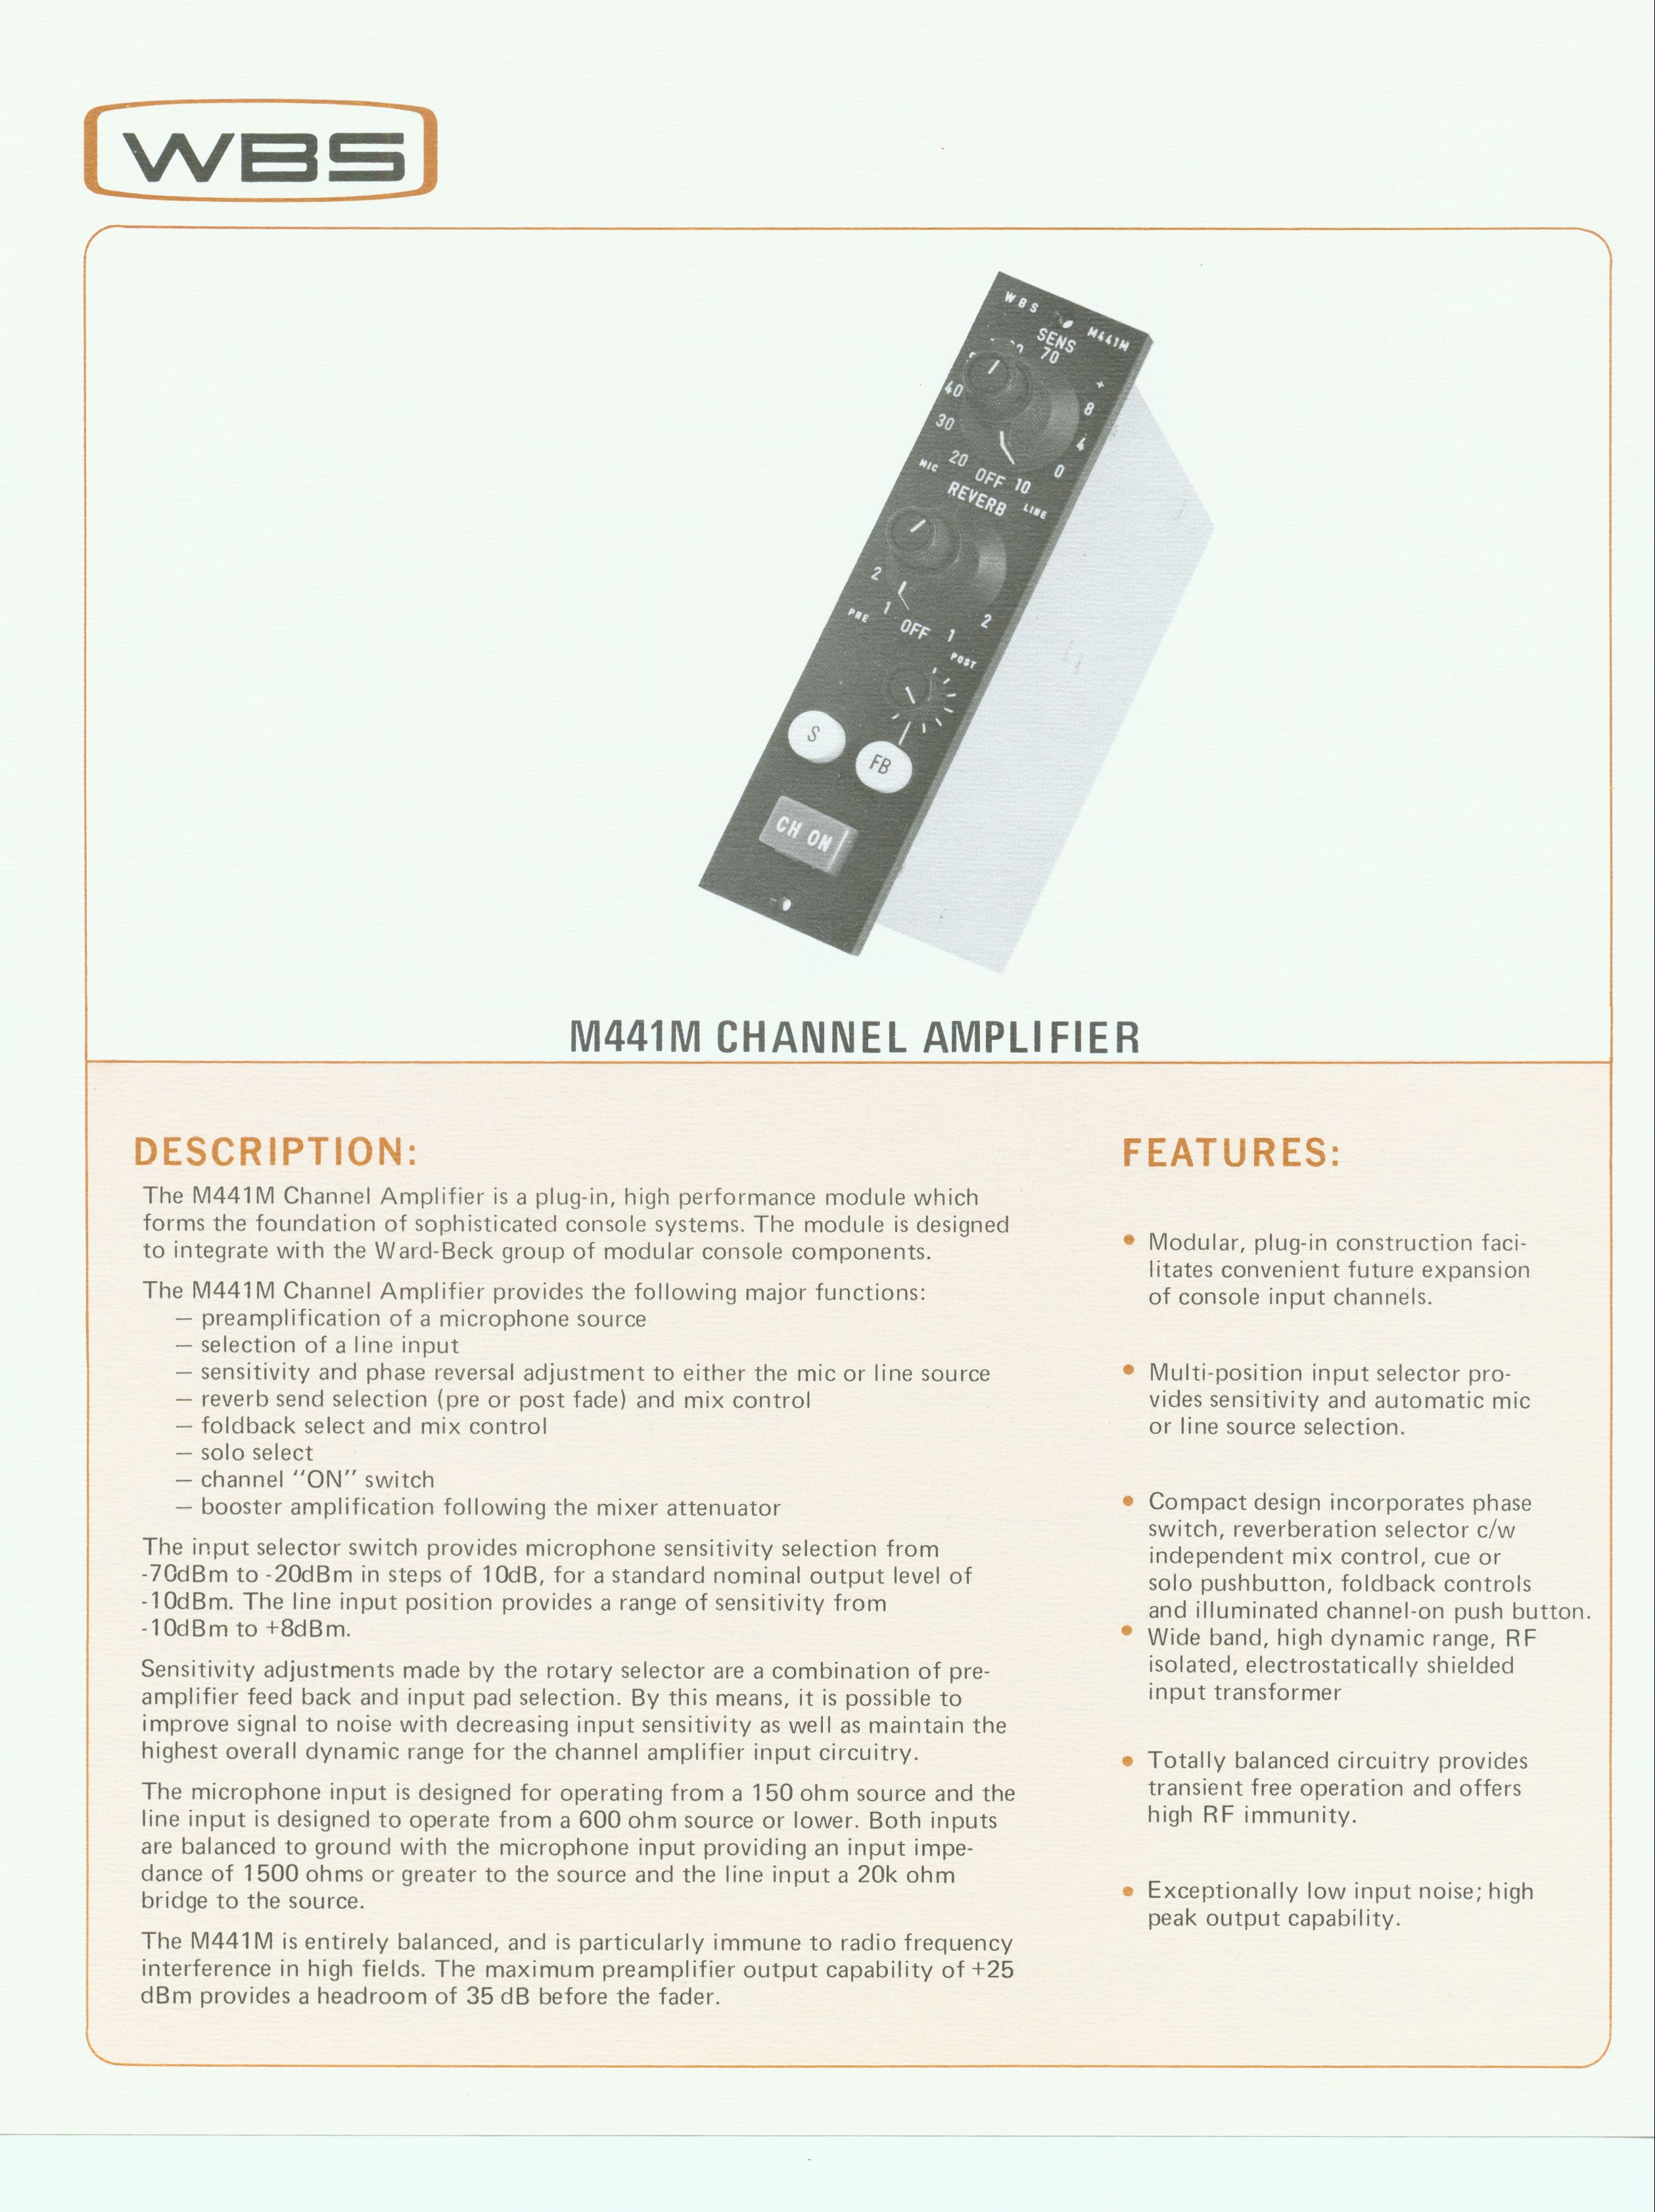 WBS
WBS M441M
SENS
70
40
30
20
OFF
10
0
4
8
+
MIC
LINE
REVERB
2
1
OFF
1
2
PRE
POST
S
FB
CH ON
M441M CHANNEL AMPLIFIER
DESCRIPTION:
The M441M Channel Amplifier is a plug-in, high performance module which
forms the foundation of sophisticated console systems. The module is designed
to integrate with the Ward-Beck group of modular console components.
The M441M Channel Amplifier provides the following major functions:
— preamplification of a microphone source
— selection of a line input
— sensitivity and phase reversal adjustment to either the mic or line source
— reverb send selection (pre or post fade) and mix control
— foldback select and mix control
— solo select
— channel "ON" switch
— booster amplification following the mixer attenuator
The input selector switch provides microphone sensitivity selection from
-70dBm to -20dBm in steps of 10dB, for a standard nominal output level of
-10dBm. The line input position provides a range of sensitivity from
-10dBm to +8dBm.
Sensitivity adjustments made by the rotary selector are a combination of pre-
amplifier feed back and input pad selection. By this means, it is possible to
improve signal to noise with decreasing input sensitivity as well as maintain the
highest overall dynamic range for the channel amplifier input circuitry.
The microphone input is designed for operating from a 150 ohm source and the
line input is designed to operate from a 600 ohm source or lower. Both inputs
are balanced to ground with the microphone input providing an input impe-
dance of 1500 ohms or greater to the source and the line input a 20k ohm
bridge to the source.
The M441M is entirely balanced, and is particularly immune to radio frequency
interference in high fields. The maximum preamplifier output capability of +25
dBm provides a headroom of 35 dB before the fader.
FEATURES:
• Modular, plug-in construction faci-
litates convenient future expansion
of console input channels.
• Multi-position input selector pro-
vides sensitivity and automatic mic
or line source selection.
• Compact design incorporates phase
switch, reverberation selector c/w
independent mix control, cue or
solo pushbutton, foldback controls
and illuminated channel-on push button.
• Wide band, high dynamic range, RF
isolated, electrostatically shielded
input transformer
• Totally balanced circuitry provides
transient free operation and offers
high RF immunity.
• Exceptionally low input noise; high
peak output capability.